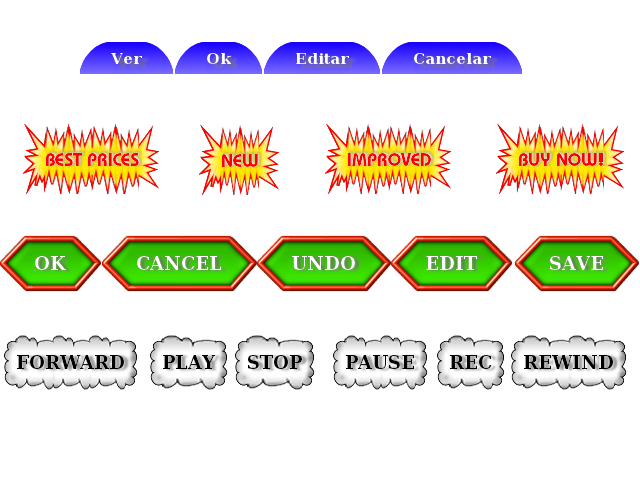 Ver Ok Editar Cancelar
BEST PRICES NEW IMPROVED BUY NOW!
OK CANCEL UNDO EDIT SAVE
FORWARD PLAY STOP PAUSE REC REWIND